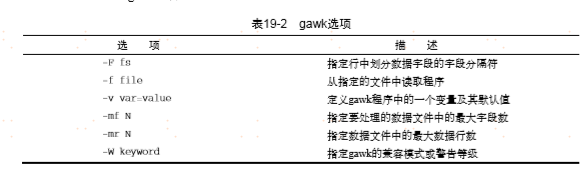 表19-2 gawk选项
选 项 描 述
-F fs 指定行中划分数据字段的字段分隔符
-f file 从指定的文件中读取程序
-v var=value 定义gawk程序中的一个变量及其默认值
-mf N 指定要处理的数据文件中的最大字段数
-mr N 指定数据文件中的最大数据行数
-W keyword 指定gawk的兼容模式或警告等级